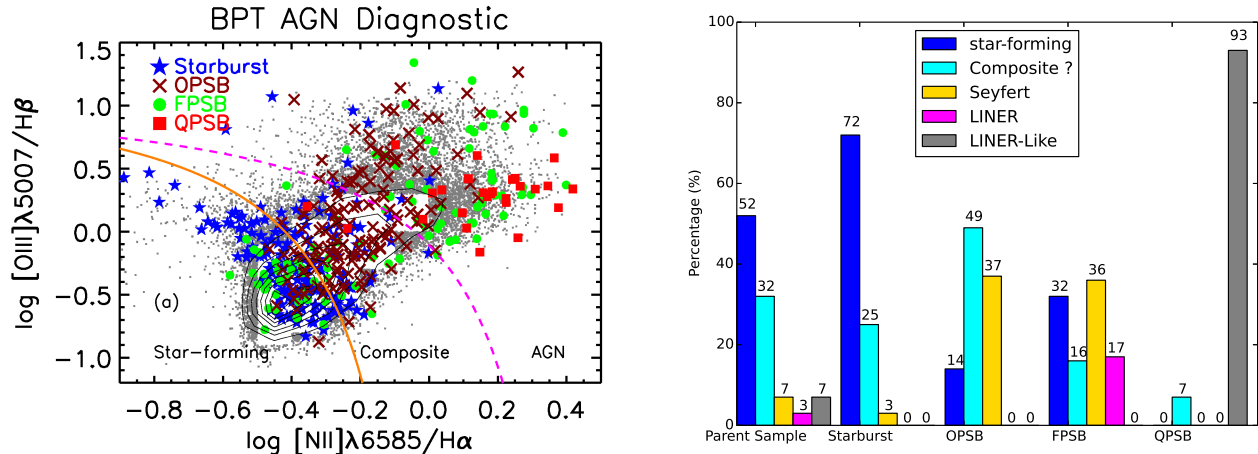 BPT AGN Diagnostic
log [OIII]λ5007/Hβ
1.5
1.0
0.5
0.0
−0.5
−1.0
Starburst
OPSB
FPSB
QPSB
(a)
Star−forming
Composite
AGN
−0.8 −0.6 −0.4 −0.2 0.0 0.2 0.4
log [NII]λ6585/Hα
Percentage (%)
100
80
60
40
20
0
star-forming
Composite ?
Seyfert
LINER
LINER-Like
52 32 7 3 7
72 25 3 0 0
14 49 37 0 0
32 16 36 17 0
0 7 0 0 93
Parent Sample Starburst OPSB FPSB QPSB